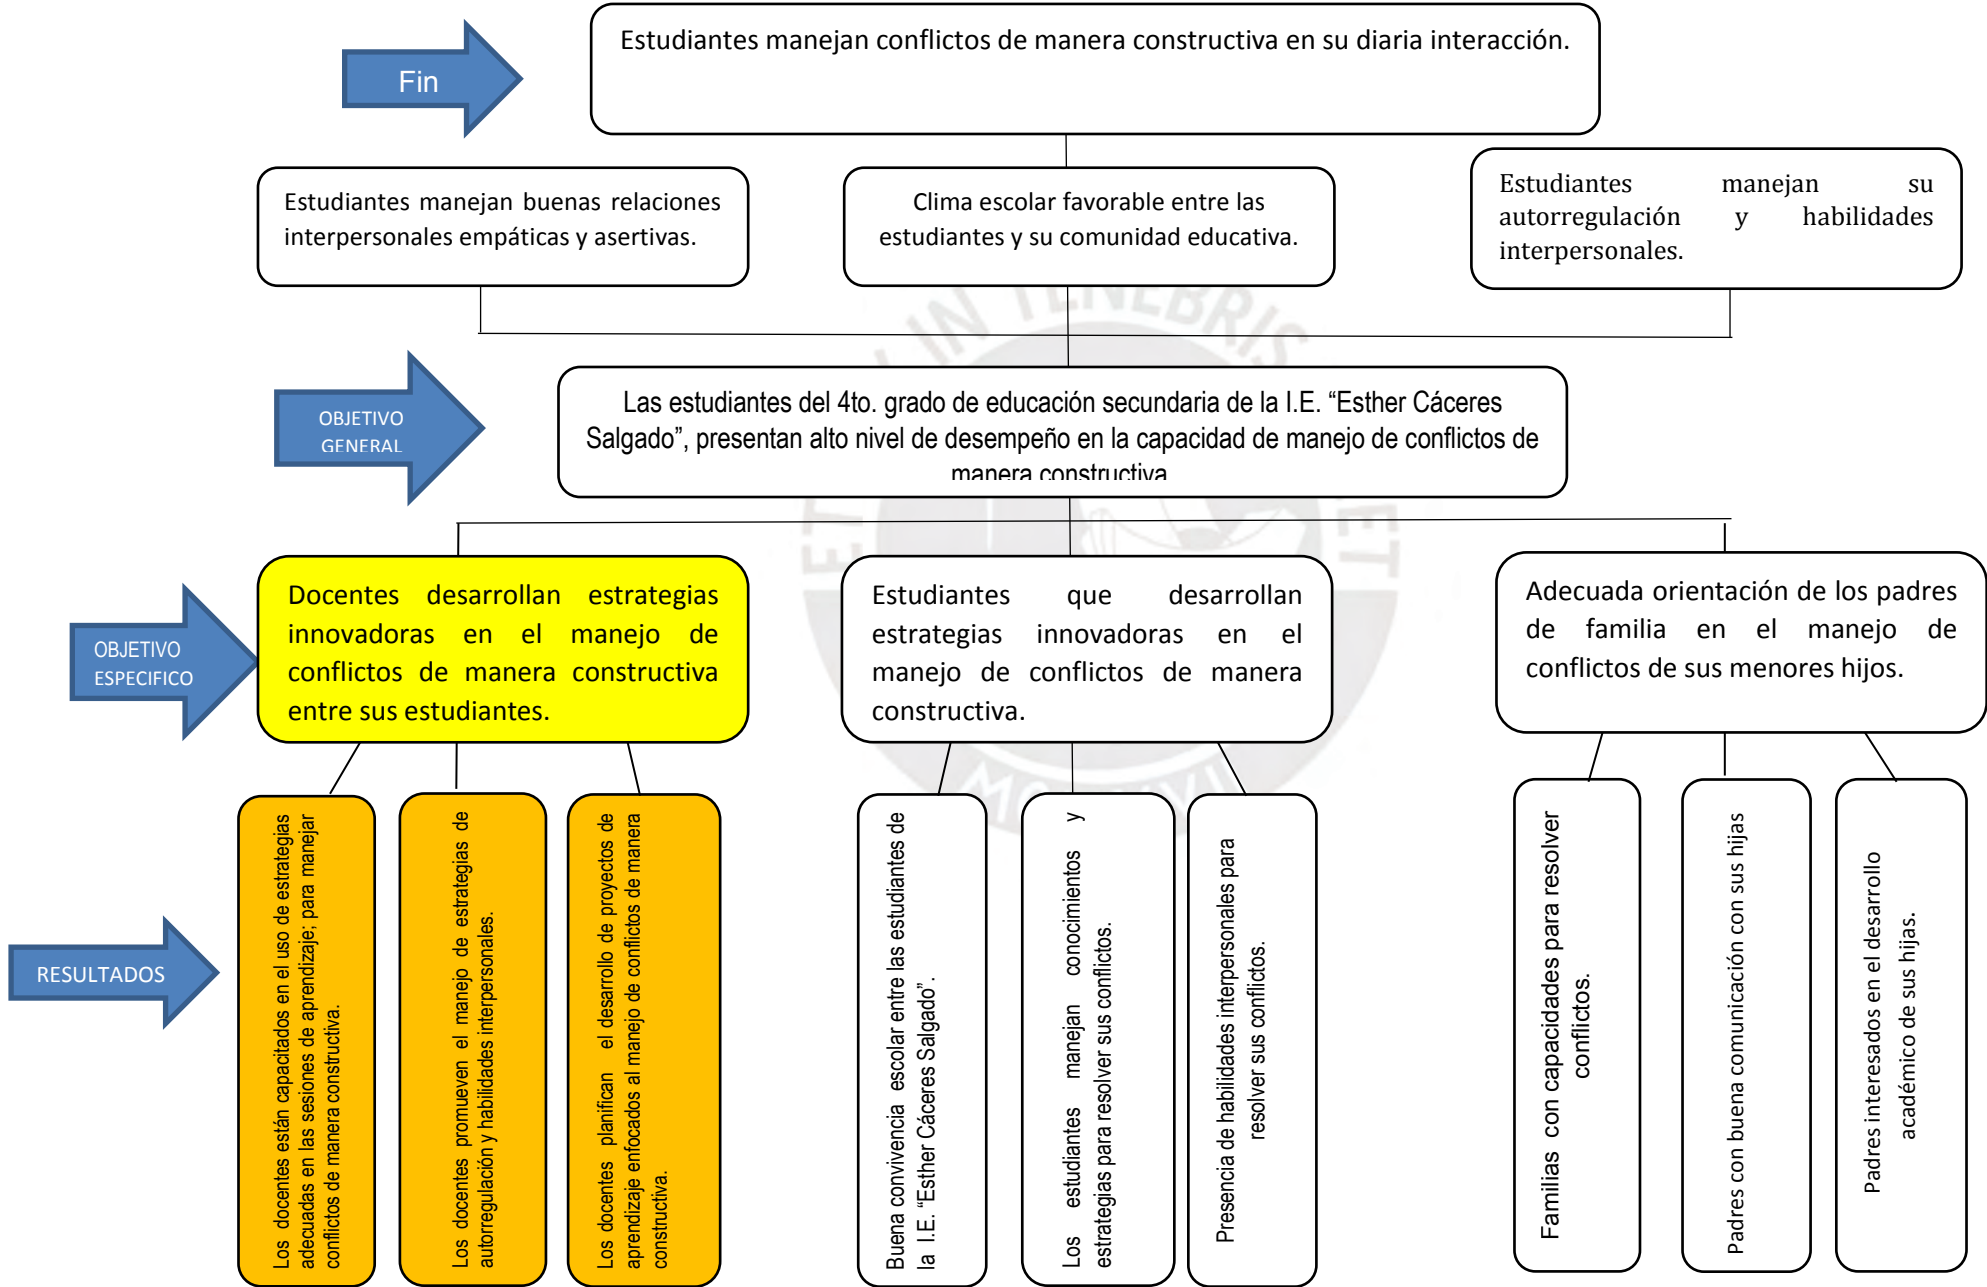 Fin
Estudiantes manejan conflictos de manera constructiva en su diaria interacción.
Estudiantes manejan buenas relaciones
interpersonales empáticas y asertivas.
Clima escolar favorable entre las
estudiantes y su comunidad educativa.
Estudiantes manejan su
autorregulación y habilidades
interpersonales.
IN TENEBRIS
OBJETIVO
GENERAL
Las estudiantes del 4to. grado de educación secundaria de la I.E. “Esther Cáceres
Salgado”, presentan alto nivel de desempeño en la capacidad de manejo de conflictos de
manera constructiva
ET
OBJETIVO
ESPECIFICO
Docentes desarrollan estrategias
innovadoras en el manejo de
conflictos de manera constructiva
entre sus estudiantes.
Estudiantes que desarrollan
estrategias innovadoras en el
manejo de conflictos de manera
constructiva.
Adecuada orientación de los padres
de familia en el manejo de
conflictos de sus menores hijos.
RESULTADOS
Los docentes están capacitados en el uso de estrategias
adecuadas en las sesiones de aprendizaje; para manejar
conflictos de manera constructiva.
Los docentes promueven el manejo de estrategias de
autorregulación y habilidades interpersonales.
Los docentes planifican el desarrollo de proyectos de
aprendizaje enfocados al manejo de conflictos de manera
constructiva.
Buena convivencia escolar entre las estudiantes de
la I.E. “Esther Cáceres Salgado”.
Los estudiantes manejan conocimientos y
estrategias para resolver sus conflictos.
Presencia de habilidades interpersonales para
resolver sus conflictos.
Familias con capacidades para resolver
conflictos.
Padres con buena comunicación con sus hijas
Padres interesados en el desarrollo
académico de sus hijas.